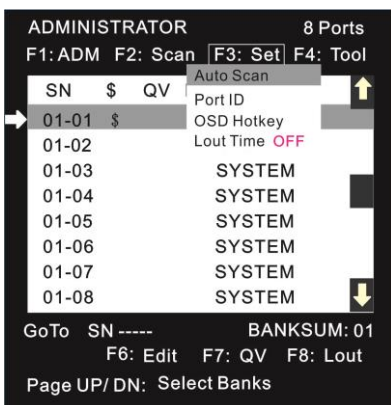 ADMINISTRATOR 8 Ports
F1: ADM F2: Scan F3: Set F4: Tool
Auto Scan
SN $ QV
Port ID
01-01 $
OSD Hotkey
01-02
Lout Time OFF
01-03 SYSTEM
01-04 SYSTEM
01-05 SYSTEM
01-06 SYSTEM
01-07 SYSTEM
01-08 SYSTEM
GoTo SN ----- BANKSUM: 01
F6: Edit F7: QV F8: Lout
Page UP/ DN: Select Banks